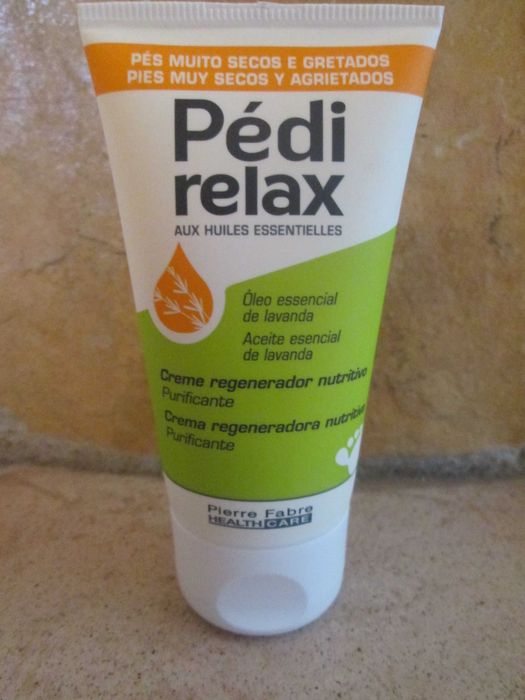 PÉS MUITO SECOS E GRETADOS
PIES MUY SECOS Y AGRIETADOS
Pédi
relax
AUX HUILES ESSENTIELLES
Óleo essencial
de lavanda
Aceite esencial
de lavanda
Creme regenerador nutritivo
Purificante
Crema regeneradora nutritiva
Purificante
Pierre Fabre
HEALTH CARE